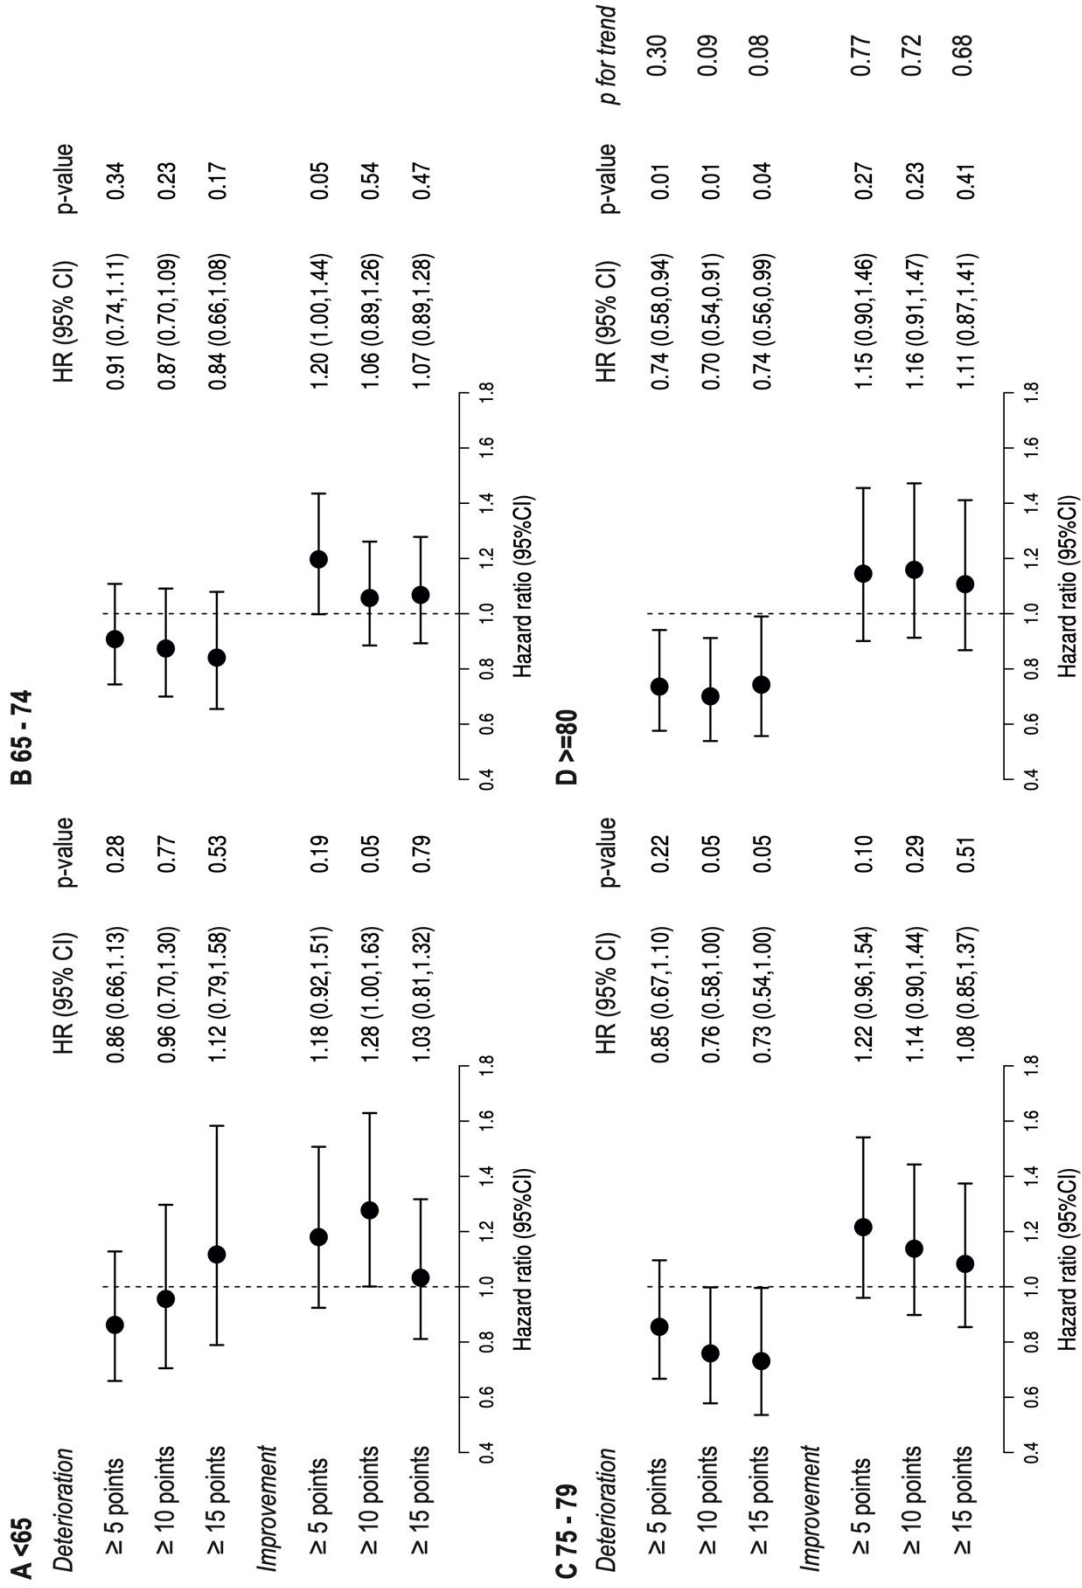 A <65
Deterioration HR (95% CI) p-value
≥ 5 points 0.86 (0.66,1.13) 0.28
≥ 10 points 0.96 (0.70,1.30) 0.77
≥ 15 points 1.12 (0.79,1.58) 0.53
Improvement
≥ 5 points 1.18 (0.92,1.51) 0.19
≥ 10 points 1.28 (1.00,1.63) 0.05
≥ 15 points 1.03 (0.81,1.32) 0.79
0.4 0.6 0.8 1.0 1.2 1.4 1.6 1.8
Hazard ratio (95%CI)
B 65 - 74
HR (95% CI) p-value
0.91 (0.74,1.11) 0.34
0.87 (0.70,1.09) 0.23
0.84 (0.66,1.08) 0.17
1.20 (1.00,1.44) 0.05
1.06 (0.89,1.26) 0.54
1.07 (0.89,1.28) 0.47
0.4 0.6 0.8 1.0 1.2 1.4 1.6 1.8
Hazard ratio (95%CI)
C 75 - 79
Deterioration HR (95% CI) p-value
≥ 5 points 0.85 (0.67,1.10) 0.22
≥ 10 points 0.76 (0.58,1.00) 0.05
≥ 15 points 0.73 (0.54,1.00) 0.05
Improvement
≥ 5 points 1.22 (0.96,1.54) 0.10
≥ 10 points 1.14 (0.90,1.44) 0.29
≥ 15 points 1.08 (0.85,1.37) 0.51
0.4 0.6 0.8 1.0 1.2 1.4 1.6 1.8
Hazard ratio (95%CI)
D >=80
HR (95% CI) p-value p for trend
0.74 (0.58,0.94) 0.01 0.30
0.70 (0.54,0.91) 0.01 0.09
0.74 (0.56,0.99) 0.04 0.08
1.15 (0.90,1.46) 0.27 0.77
1.16 (0.91,1.47) 0.23 0.72
1.11 (0.87,1.41) 0.41 0.68
0.4 0.6 0.8 1.0 1.2 1.4 1.6 1.8
Hazard ratio (95%CI)